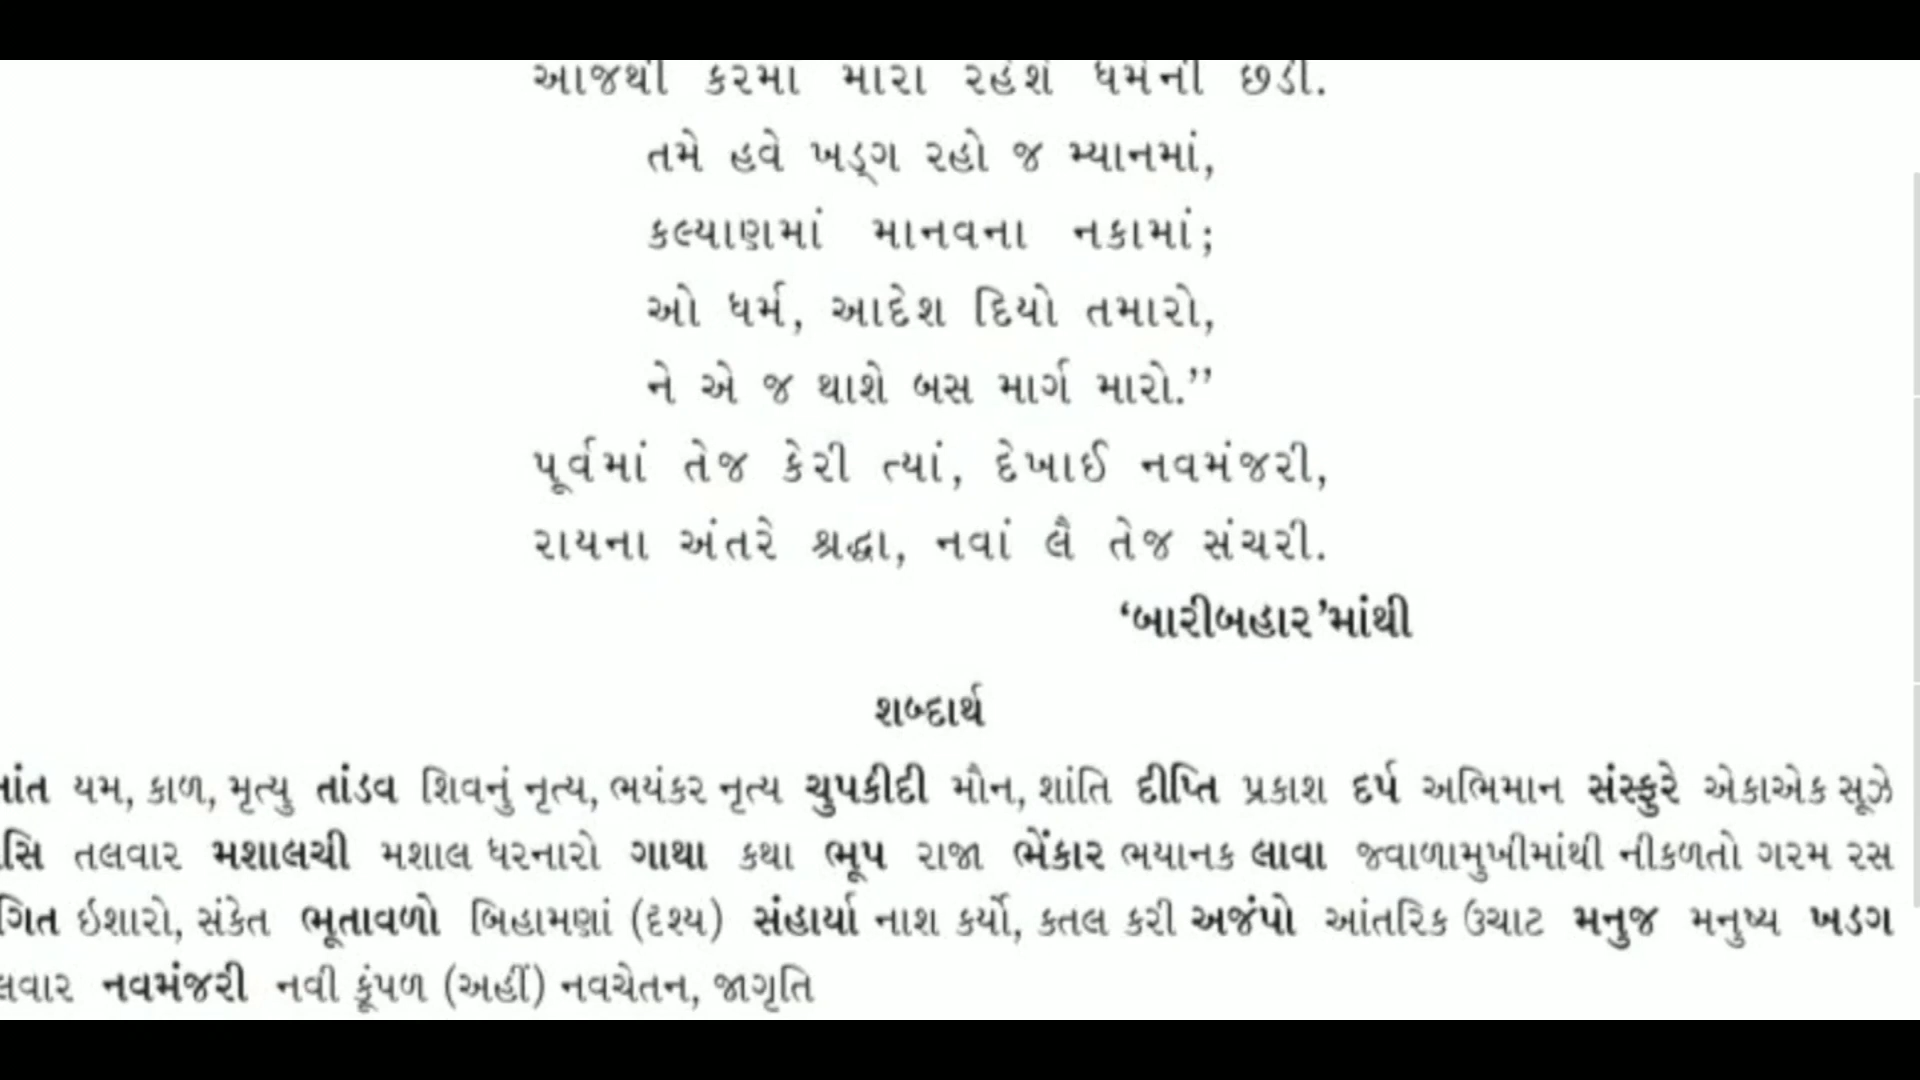 આજથી કરમાં મારા રહેશે ધર્મની છડી.
તમે હવે ખડ્ગ રહો જ મ્યાનમાં,
કલ્યાણમાં માનવના નકામાં;
ઓ ધર્મ, આદેશ દિયો તમારો,
ને એ જ થાશે બસ માર્ગ મારો.’’
પૂર્વમાં તેજ કેરી ત્યાં, દેખાઈ નવમંજરી,
રાયના અંતરે શ્રદ્ધા, નવાં લૈ તેજ સંચરી.
‘બારીબહાર’માંથી
શબ્દાર્થ
યમ, કાળ, મૃત્યુ તાંડવ શિવનું નૃત્ય, ભયંકર નૃત્ય ચુપકીદી મૌન, શાંતિ દીપ્તિ પ્રકાશ દર્પ અભિમાન સંસ્ફુરે એકાએક સૂઝે
તલવાર મશાલચી મશાલ ધરનારો ગાથા કથા ભૂપ રાજા ભેંકાર ભયાનક લાવા જ્વાળામુખીમાંથી નીકળતો ગરમ રસ
ઇશારો, સંકેત ભૂતાવળો બિહામણાં (દૃશ્ય) સંહાર્યા નાશ કર્યો, કતલ કરી અજંપો આંતરિક ઉચાટ મનુજ મનુષ્ય ખડગ
નવમંજરી નવી કૂંપળ (અહીં) નવચેતન, જાગૃતિ